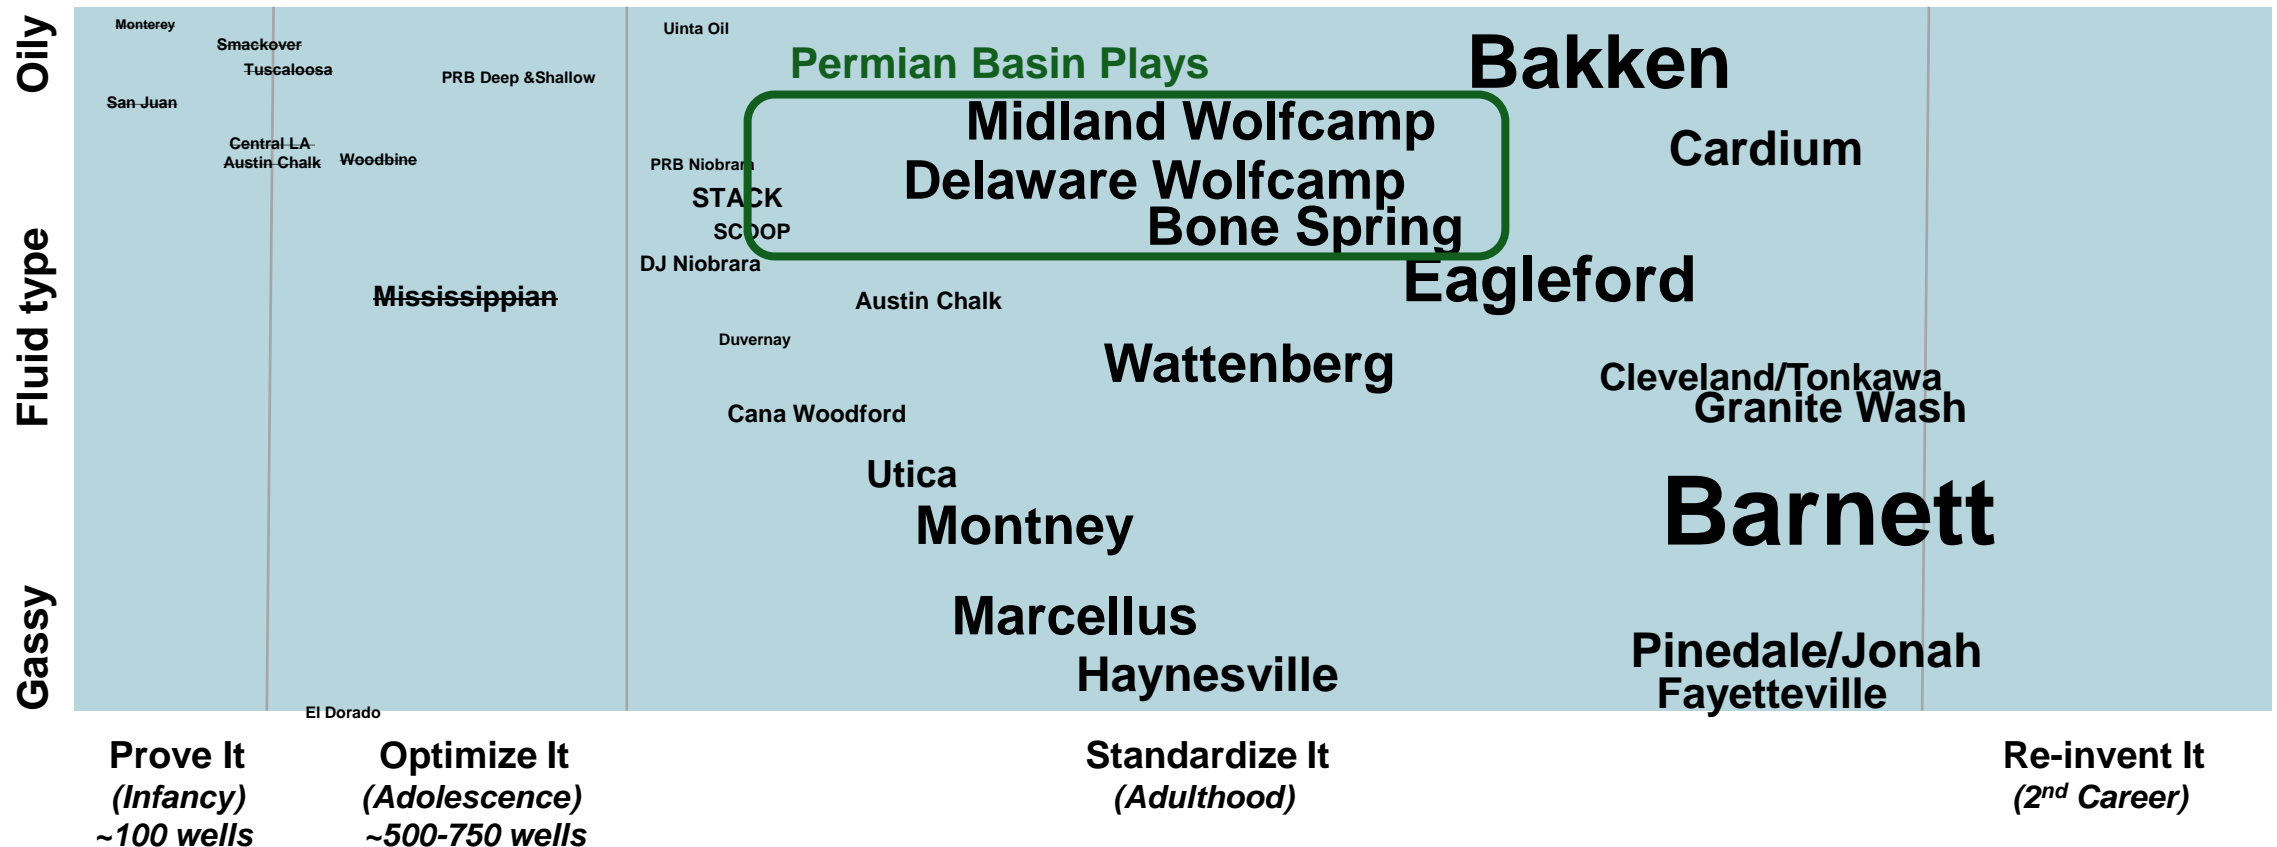 Oily
Fluid type
Gassy
Monterey
Smackover
Tuscaloosa
San Juan
Central LA
Austin Chalk
Woodbine
PRB Deep &Shallow
Mississippian
El Dorado
Uinta Oil
Permian Basin Plays
Bakken
Midland Wolfcamp
Cardium
PRB Niobrara
Delaware Wolfcamp
STACK
SCOOP
Bone Spring
DJ Niobrara
Eagleford
Austin Chalk
Duvernay
Wattenberg
Cleveland/Tonkawa
Granite Wash
Cana Woodford
Utica
Montney
Barnett
Marcellus
Haynesville
Pinedale/Jonah
Fayetteville
Prove It
(Infancy)
~100 wells
Optimize It
(Adolescence)
~500-750 wells
Standardize It
(Adulthood)
Re-invent It
(2nd Career)